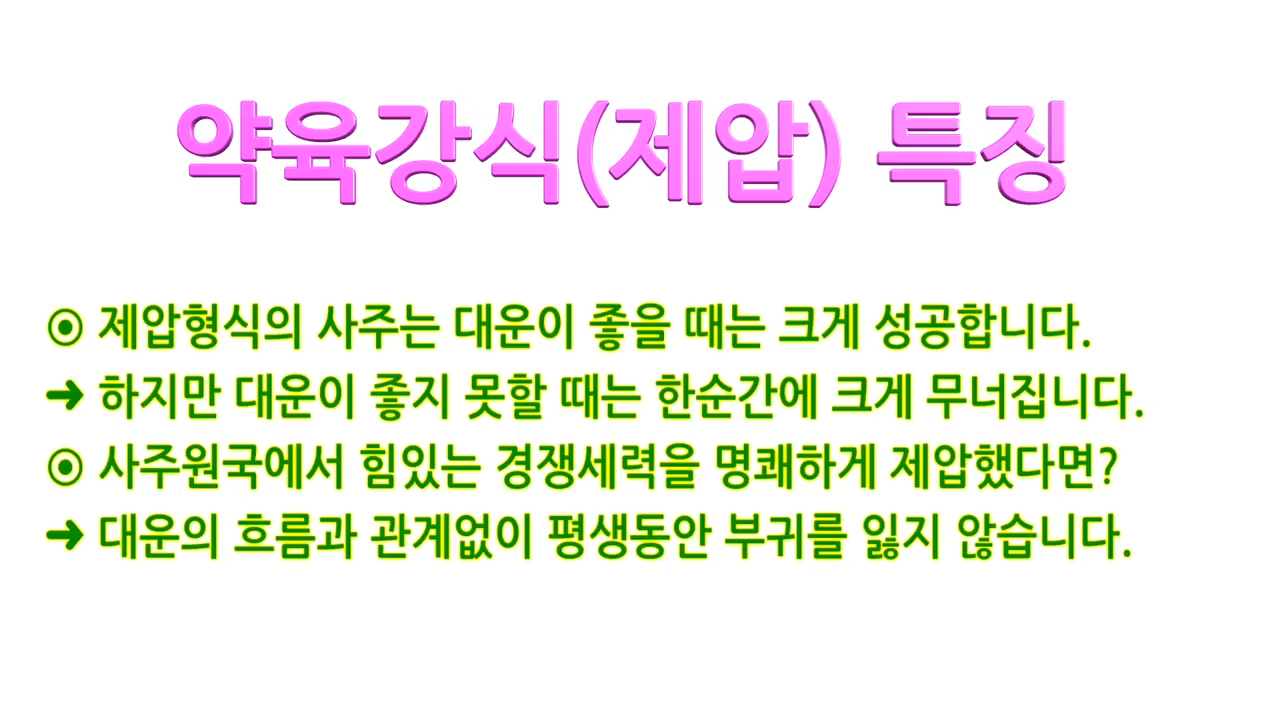 약육강식(제압) 특징
⊙ 제압형식의 사주는 대운이 좋을 때는 크게 성공합니다.
➜ 하지만 대운이 좋지 못할 때는 한순간에 크게 무너집니다.
⊙ 사주원국에서 힘있는 경쟁세력을 명쾌하게 제압했다면?
➜ 대운의 흐름과 관계없이 평생동안 부귀를 잃지 않습니다.